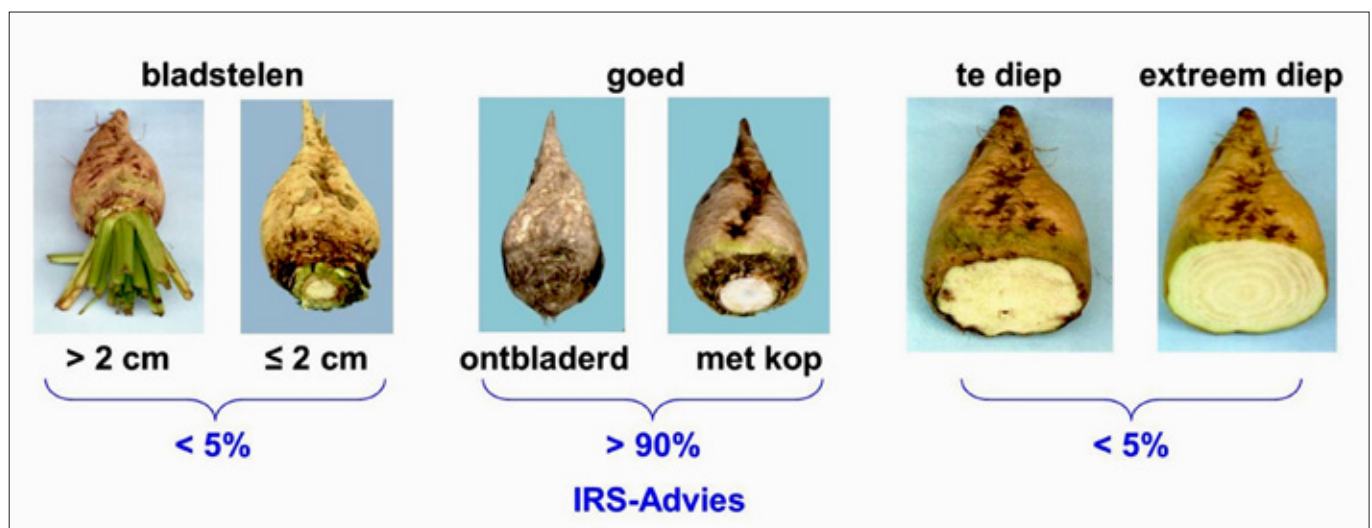 bladstelen goed te diep extreem diep
> 2 cm ≤ 2 cm ontbladerd met kop
< 5% > 90% < 5%
IRS-Advies